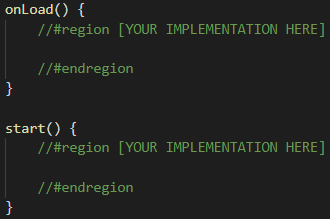 onLoad() {
    //#region [YOUR IMPLEMENTATION HERE]
    //#endregion
}
start() {
    //#region [YOUR IMPLEMENTATION HERE]
    //#endregion
}